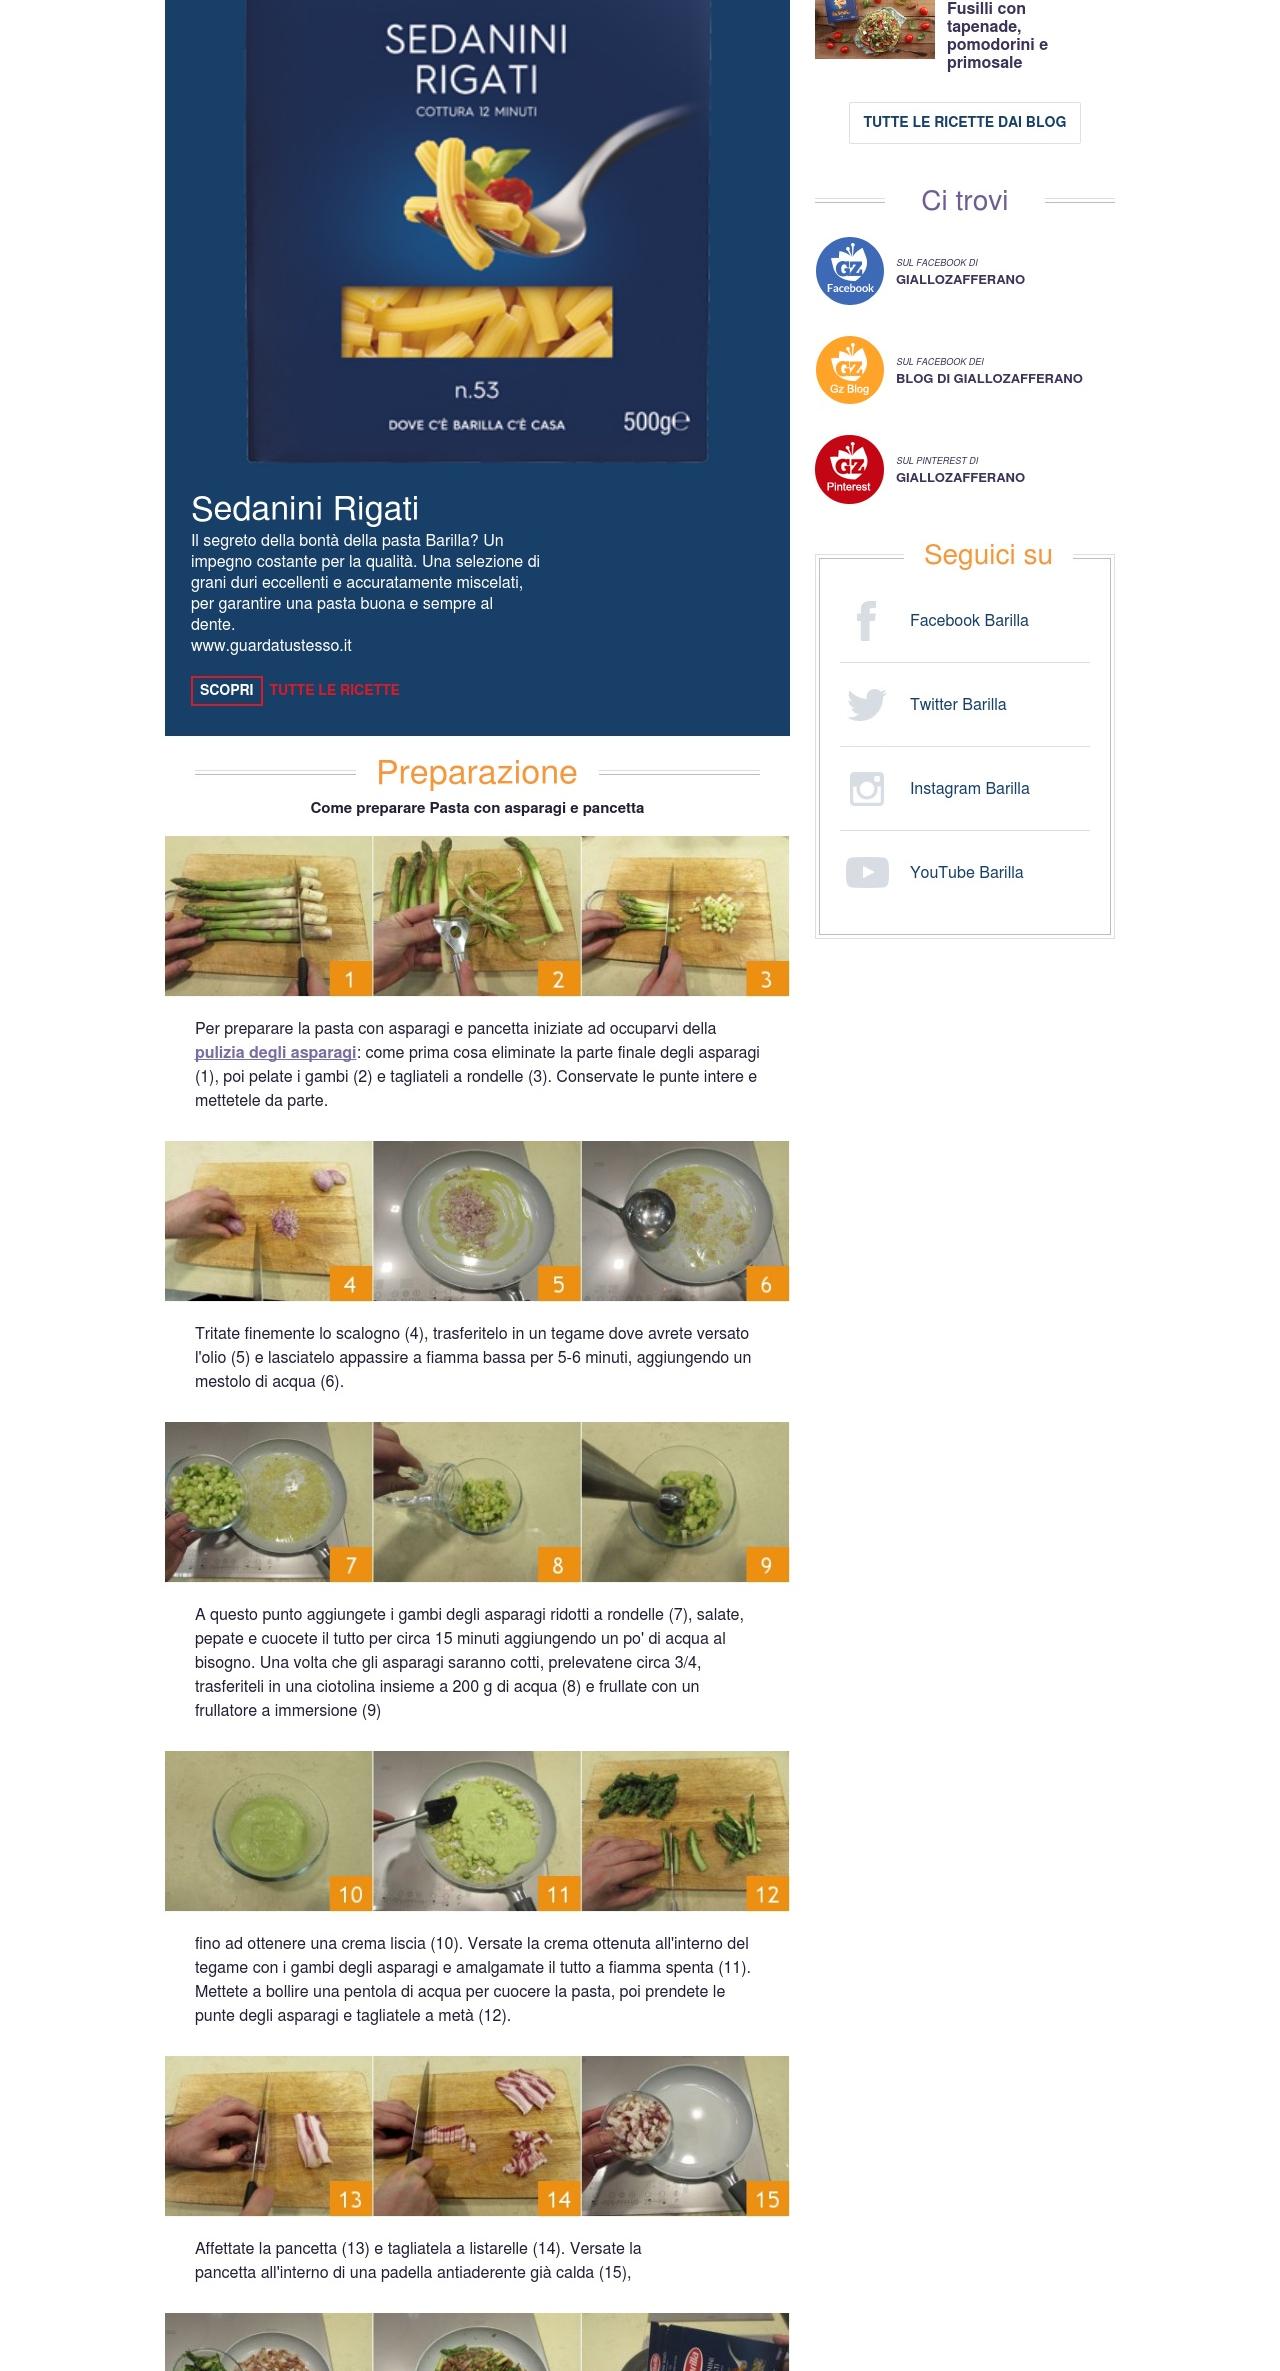 SEDANINI
RIGATI
COTTURA 12 MINUTI
n.53
DOVE C'È BARILLA C'È CASA
500g℮
Sedanini Rigati
Il segreto della bontà della pasta Barilla? Un
impegno costante per la qualità. Una selezione di
grani duri eccellenti e accuratamente miscelati,
per garantire una pasta buona e sempre al
dente.
www.guardatustesso.it
SCOPRI TUTTE LE RICETTE
Preparazione
Come preparare Pasta con asparagi e pancetta
1
2
3
Per preparare la pasta con asparagi e pancetta iniziate ad occuparvi della
pulizia degli asparagi: come prima cosa eliminate la parte finale degli asparagi
(1), poi pelate i gambi (2) e tagliateli a rondelle (3). Conservate le punte intere e
mettetele da parte.
4
5
6
Tritate finemente lo scalogno (4), trasferitelo in un tegame dove avrete versato
l'olio (5) e lasciatelo appassire a fiamma bassa per 5-6 minuti, aggiungendo un
mestolo di acqua (6).
7
8
9
A questo punto aggiungete i gambi degli asparagi ridotti a rondelle (7), salate,
pepate e cuocete il tutto per circa 15 minuti aggiungendo un po' di acqua al
bisogno. Una volta che gli asparagi saranno cotti, prelevatene circa 3/4,
trasferiteli in una ciotolina insieme a 200 g di acqua (8) e frullate con un
frullatore a immersione (9)
10
11
12
fino ad ottenere una crema liscia (10). Versate la crema ottenuta all'interno del
tegame con i gambi degli asparagi e amalgamate il tutto a fiamma spenta (11).
Mettete a bollire una pentola di acqua per cuocere la pasta, poi prendete le
punte degli asparagi e tagliatele a metà (12).
13
14
15
Affettate la pancetta (13) e tagliatela a listarelle (14). Versate la
pancetta all'interno di una padella antiaderente già calda (15),
Fusilli con
tapenade,
pomodorini e
primosale
TUTTE LE RICETTE DAI BLOG
Ci trovi
GZ
Facebook
SUL FACEBOOK DI
GIALLOZAFFERANO
GZ
Gz Blog
SUL FACEBOOK DEI
BLOG DI GIALLOZAFFERANO
GZ
Pinterest
SUL PINTEREST DI
GIALLOZAFFERANO
Seguici su
Facebook Barilla
Twitter Barilla
Instagram Barilla
YouTube Barilla